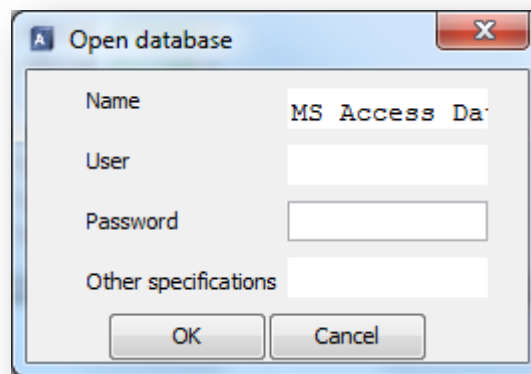 Open database
Name
MS Access Da
User
Password
Other specifications
OK Cancel